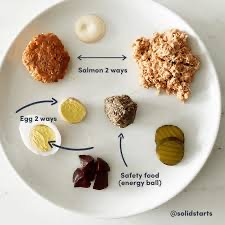 Salmon 2 ways
Egg 2 ways
Safety food
(energy ball)
@solidstarts